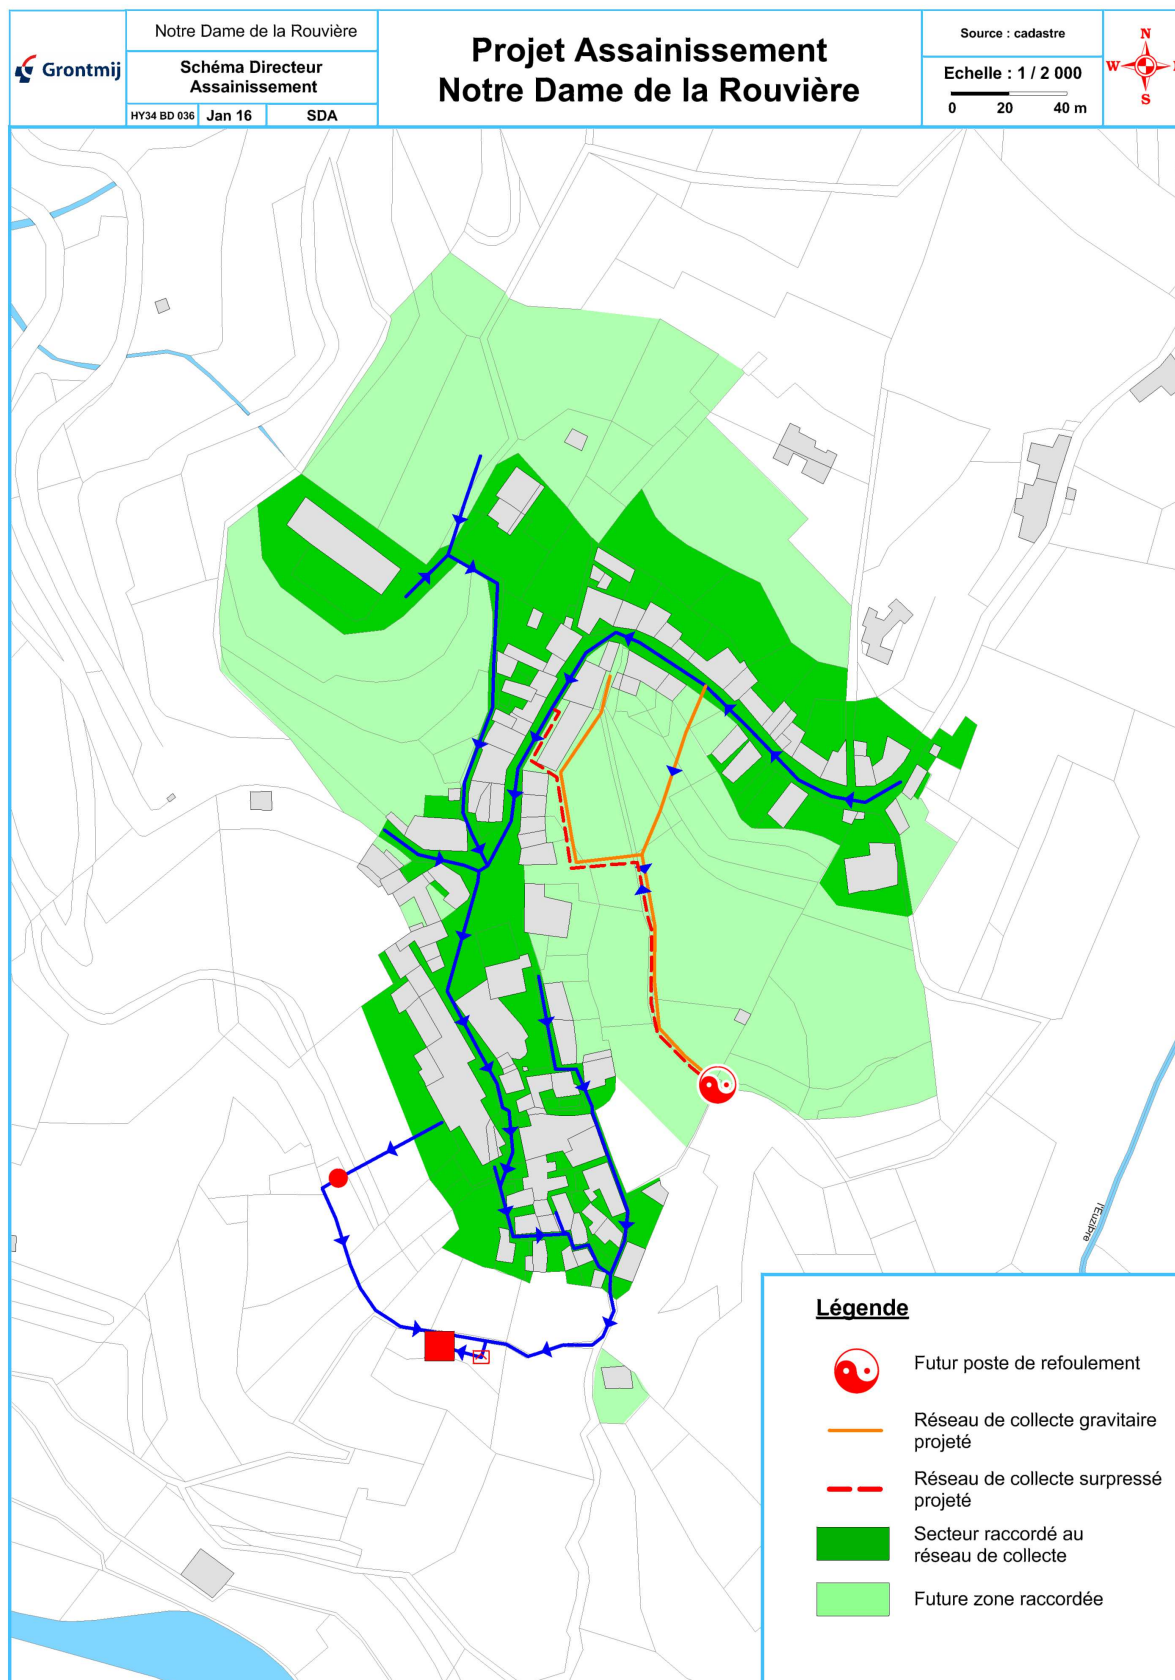 Grontmij
Notre Dame de la Rouvière
Schéma Directeur
Assainissement
HY34 BD 036
Jan 16
SDA
Projet Assainissement
Notre Dame de la Rouvière
Source : cadastre
Echelle : 1 / 2 000
0 20 40 m
N
W
S
l'Euzière
Légende
Futur poste de refoulement
Réseau de collecte gravitaire
projeté
Réseau de collecte surpressé
projeté
Secteur raccordé au
réseau de collecte
Future zone raccordée